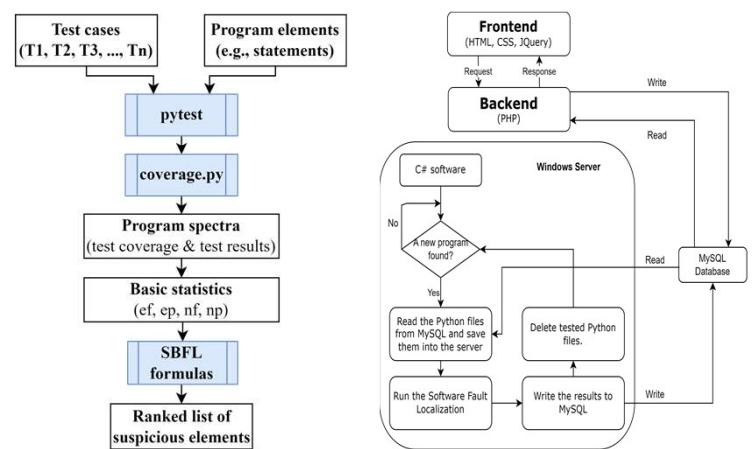 Test cases
(T1, T2, T3, ..., Tn)
Program elements
(e.g., statements)
pytest
coverage.py
Program spectra
(test coverage & test results)
Basic statistics
(ef, ep, nf, np)
SBFL
formulas
Ranked list of
suspicious elements
Frontend
(HTML, CSS, JQuery)
Request
Response
Backend
(PHP)
Write
Read
Windows Server
C# software
No
A new program
found?
Yes
Read
MySQL
Database
Read the Python files
from MySQL and save
them into the server
Delete tested Python
files.
Run the Software Fault
Localization
Write the results to
MySQL
Write